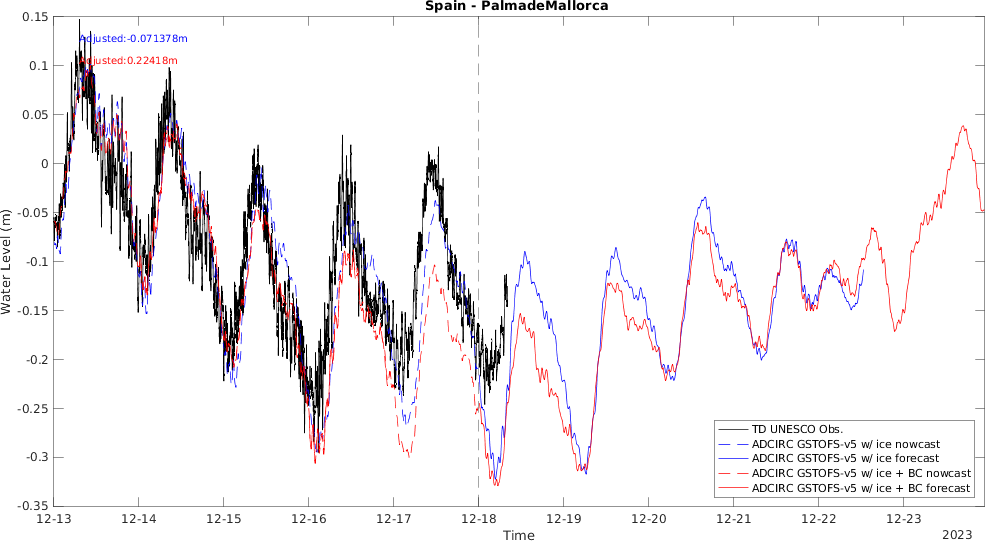 Spain - PalmadeMallorca
0.15
0.1
0.05
0
-0.05
-0.1
-0.15
-0.2
-0.25
-0.3
-0.35
Water Level (m)
Adjusted:-0.071378m
Adjusted:0.22418m
TD UNESCO Obs.
ADCIRC GSTOFS-v5 w/ ice nowcast
ADCIRC GSTOFS-v5 w/ ice forecast
ADCIRC GSTOFS-v5 w/ ice + BC nowcast
ADCIRC GSTOFS-v5 w/ ice + BC forecast
12-13 12-14 12-15 12-16 12-17 12-18 12-19 12-20 12-21 12-22 12-23
Time
2023